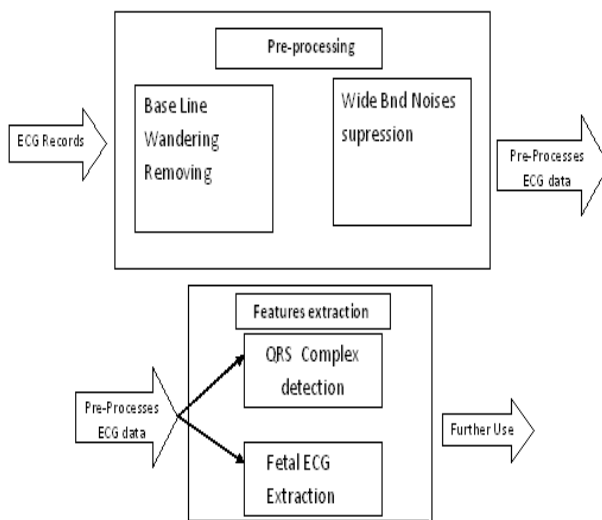 Pre-processing
Base Line
Wandering
Removing
Wide Bnd Noises
supression
ECG Records
Pre-Processes
ECG data
Features extraction
QRS Complex
detection
Pre-Processes
ECG data
Fetal ECG
Extraction
Further Use